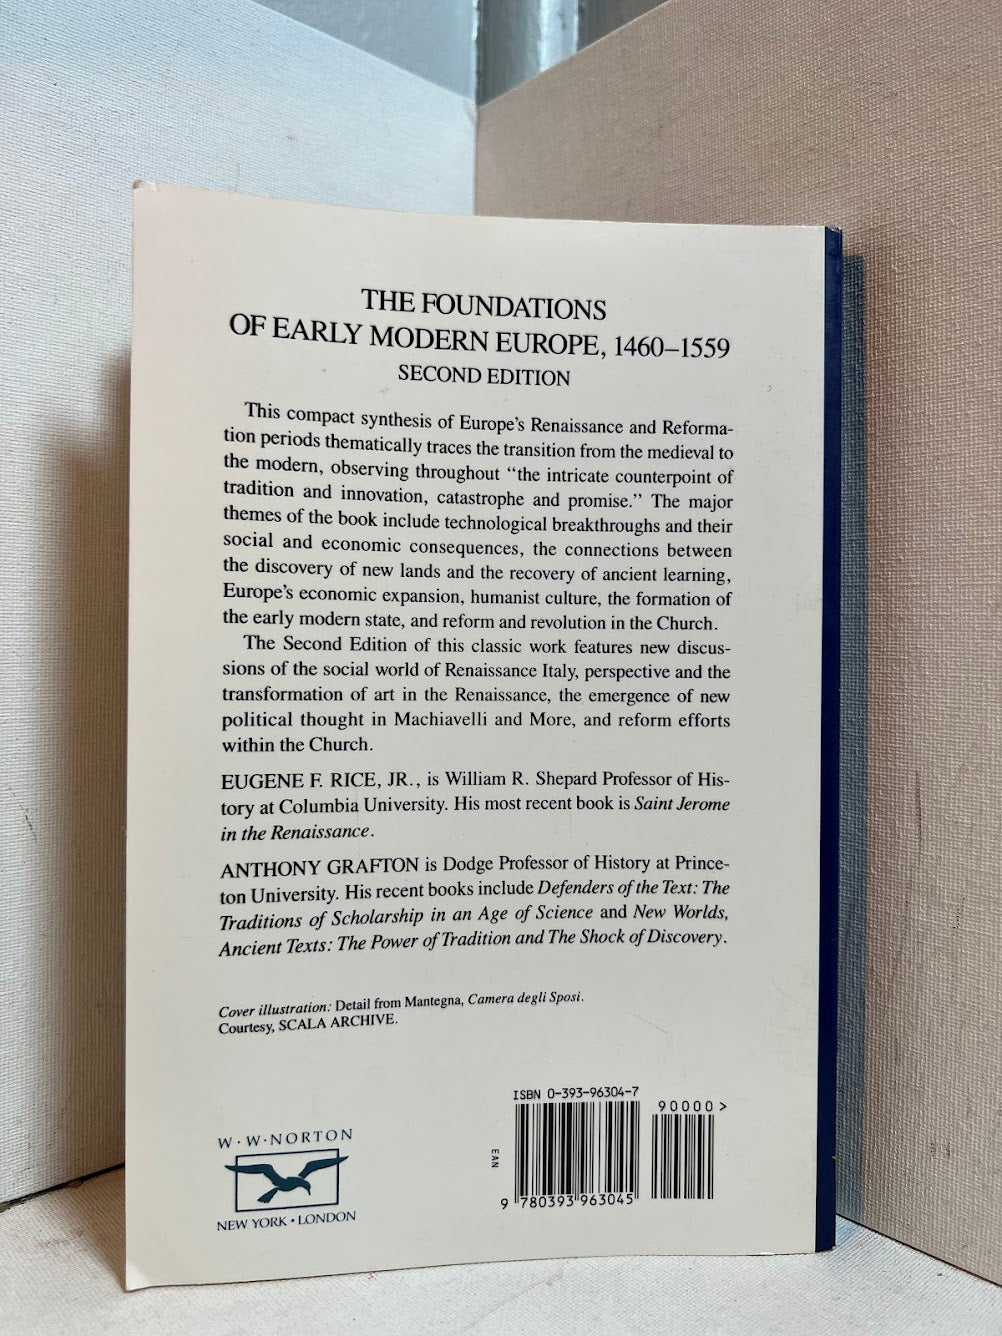 THE FOUNDATIONS
OF EARLY MODERN EUROPE, 1460–1559
SECOND EDITION
This compact synthesis of Europe's Renaissance and Reforma-
tion periods thematically traces the transition from the medieval to
the modern, observing throughout “the intricate counterpoint of
tradition and innovation, catastrophe and promise.” The major
themes of the book include technological breakthroughs and their
social and economic consequences, the connections between
the discovery of new lands and the recovery of ancient learning,
Europe's economic expansion, humanist culture, the formation of
the early modern state, and reform and revolution in the Church.
The Second Edition of this classic work features new discus-
sions of the social world of Renaissance Italy, perspective and the
transformation of art in the Renaissance, the emergence of new
political thought in Machiavelli and More, and reform efforts
within the Church.
EUGENE F. RICE, JR., is William R. Shepard Professor of His-
tory at Columbia University. His most recent book is Saint Jerome
in the Renaissance.
ANTHONY GRAFTON is Dodge Professor of History at Prince-
ton University. His recent books include Defenders of the Text: The
Traditions of Scholarship in an Age of Science and New Worlds,
Ancient Texts: The Power of Tradition and The Shock of Discovery.
Cover illustration: Detail from Mantegna, Camera degli Sposi.
Courtesy, SCALA ARCHIVE.
ISBN 0-393-96304-7
90000>
EAN
9 780393 963045
W·W·NORTON
NEW YORK • LONDON